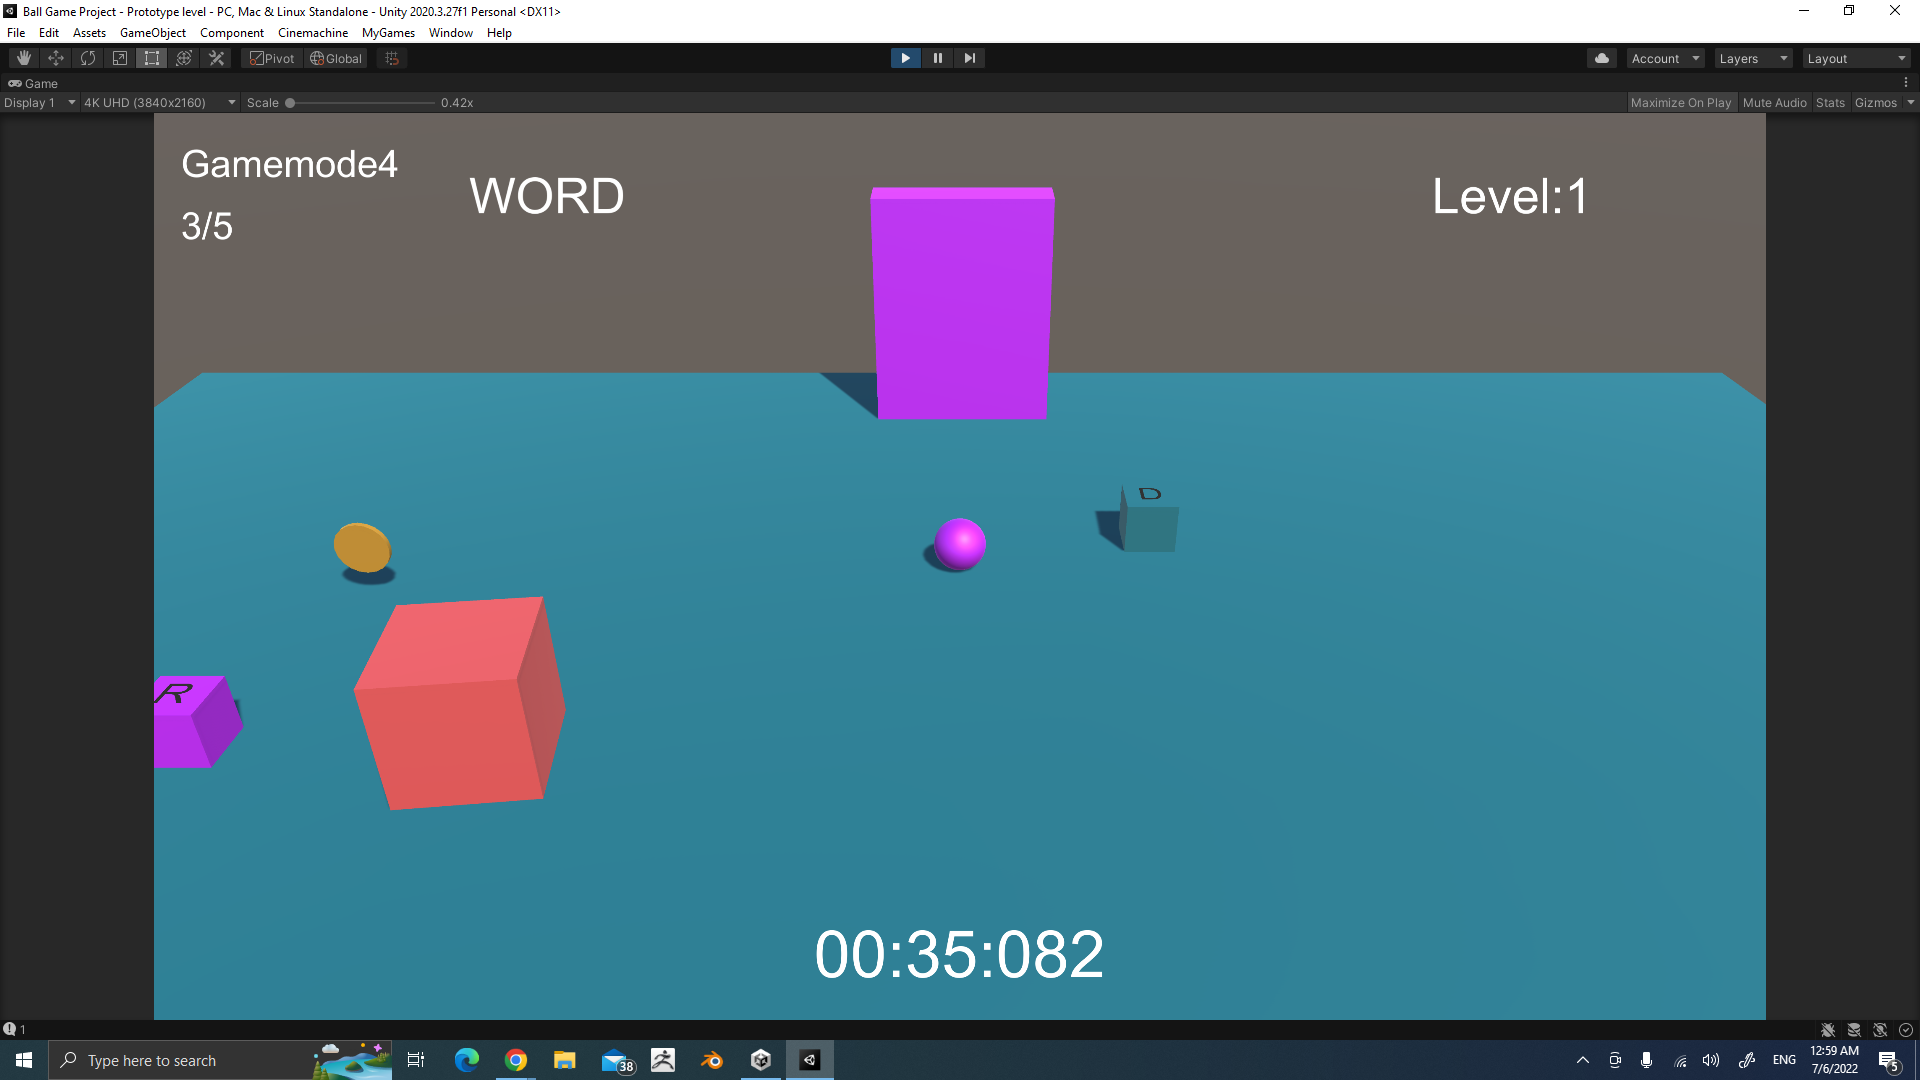 Ball Game Project - Prototype level - PC, Mac & Linux Standalone - Unity 2020.3.27f1 Personal <DX11>
File Edit Assets GameObject Component Cinemachine MyGames Window Help
Pivot Global Account Layers Layout
Game
Display 1 4K UHD (3840x2160) Scale 0.42x Maximize On Play Mute Audio Stats Gizmos
Gamemode4
WORD
Level:1
3/5
D
R
00:35:082
1
Type here to search
38
ENG
12:59 AM
7/6/2022
5